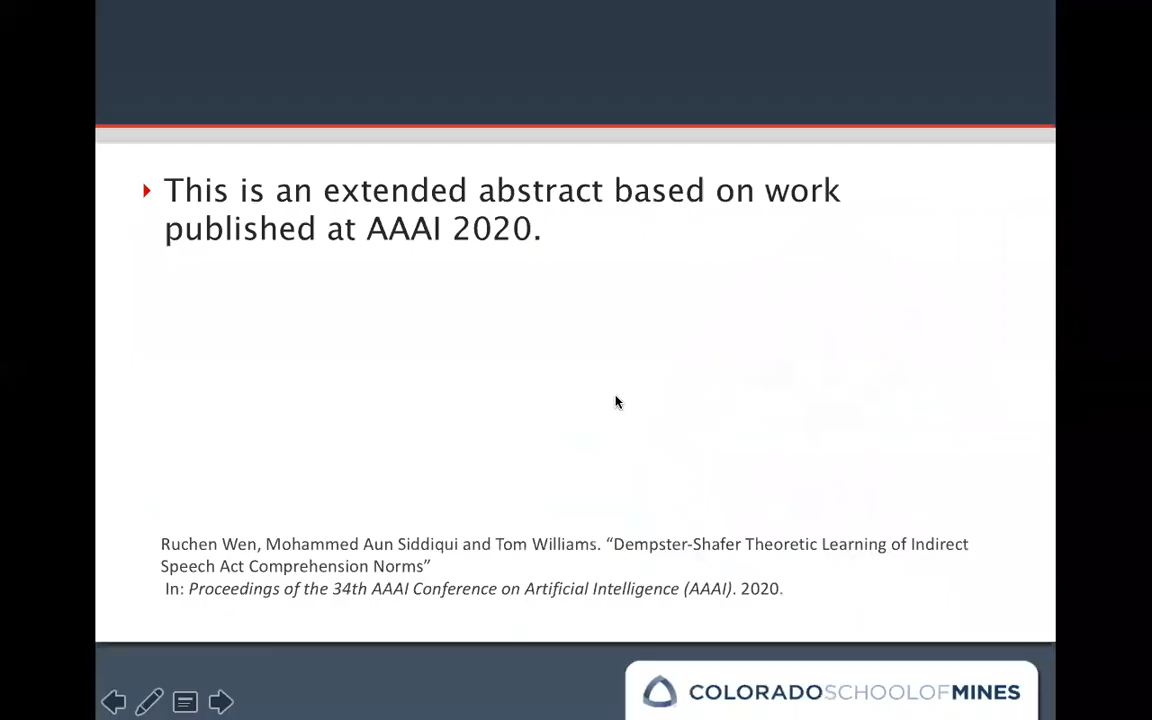 This is an extended abstract based on work
published at AAAI 2020.
Ruchen Wen, Mohammed Aun Siddiqui and Tom Williams. “Dempster-Shafer Theoretic Learning of Indirect
Speech Act Comprehension Norms”
In: Proceedings of the 34th AAAI Conference on Artificial Intelligence (AAAI). 2020.
COLORADOSCHOOLOFMINES